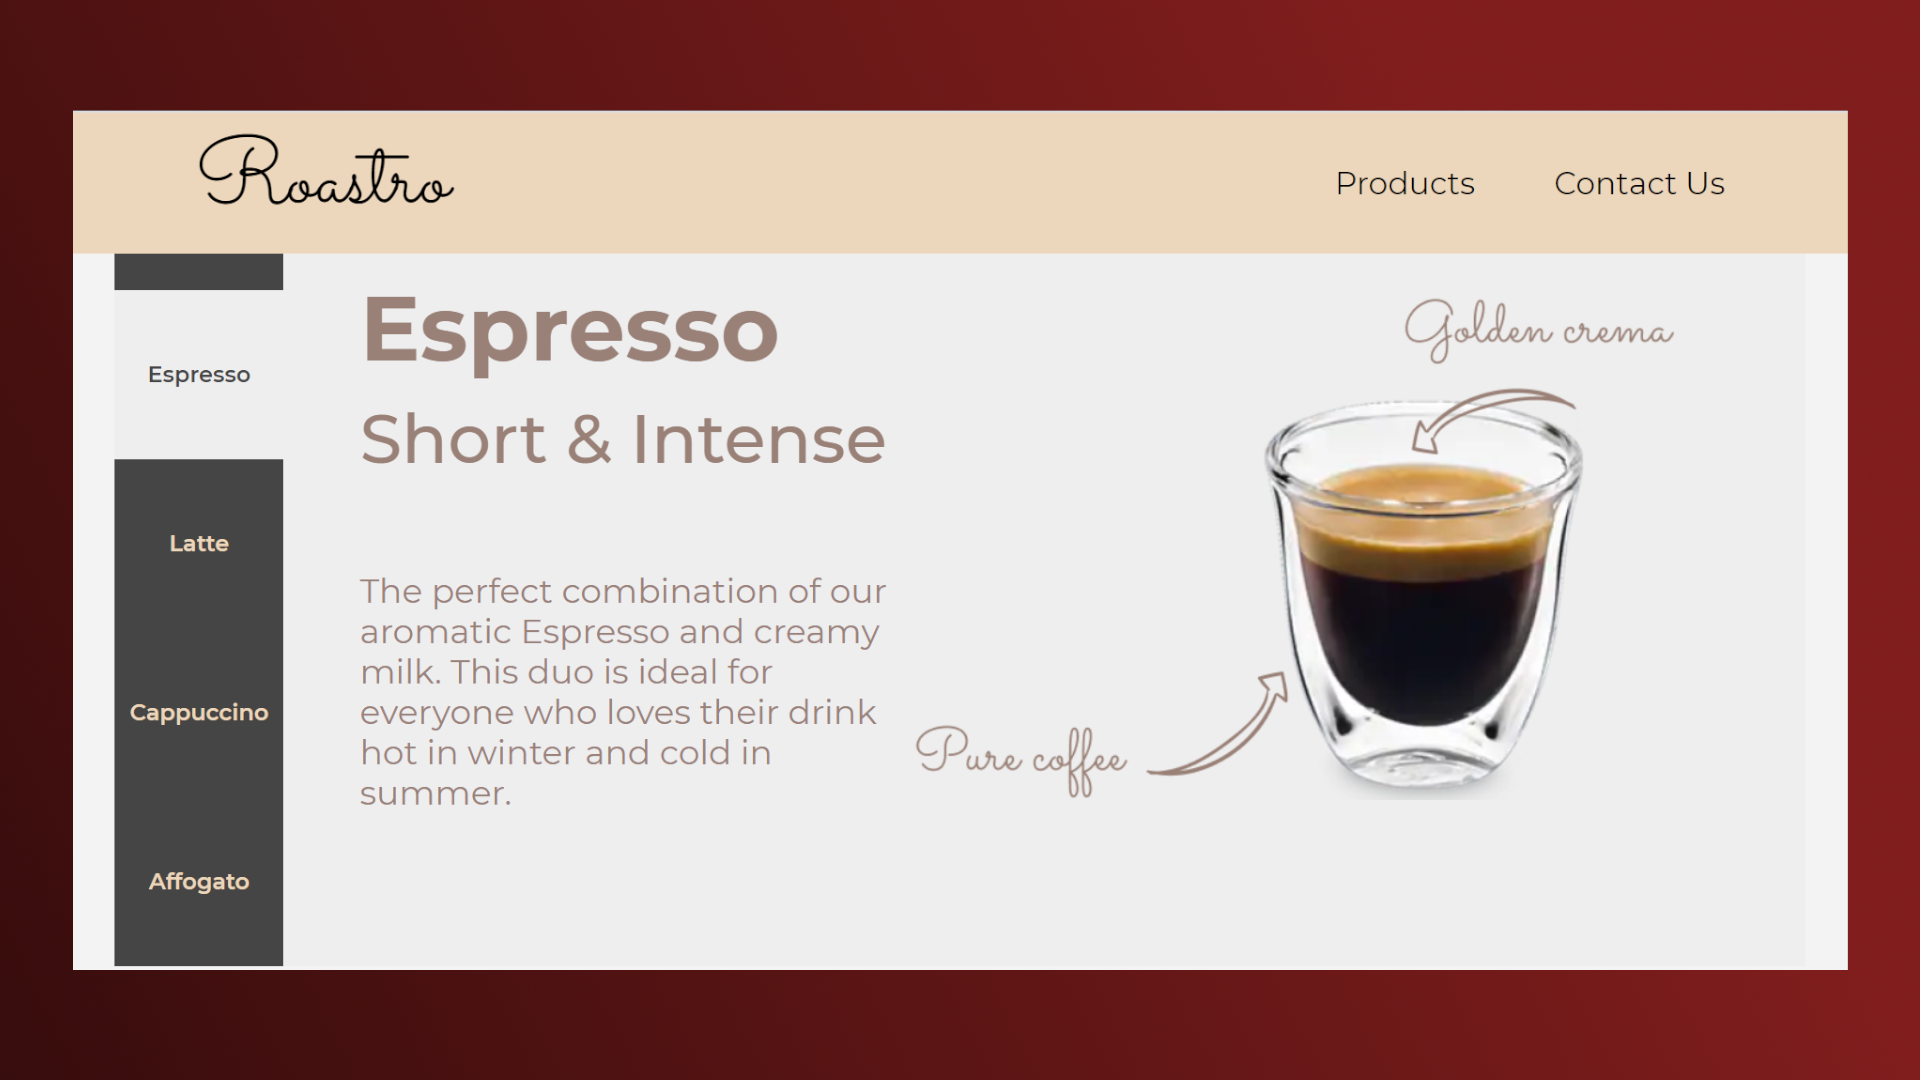 Roastro
Products
Contact Us
Espresso
Latte
Cappuccino
Affogato
Espresso
Short & Intense
The perfect combination of our
aromatic Espresso and creamy
milk. This duo is ideal for
everyone who loves their drink
hot in winter and cold in
summer.
Golden crema
Pure coffee